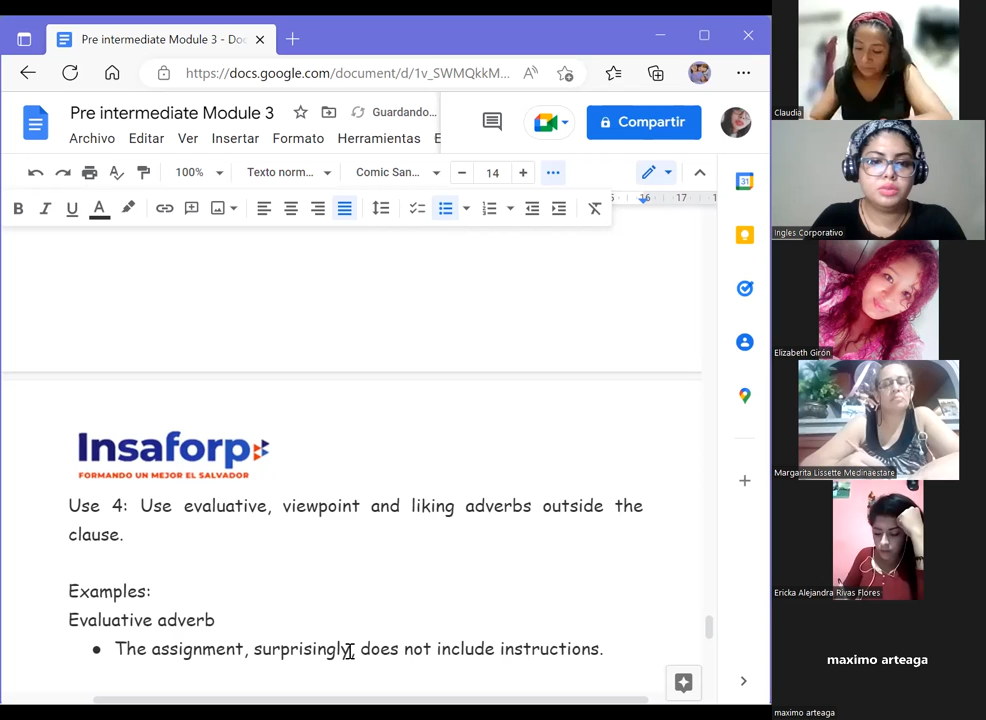 Pre intermediate Module 3 - Doc
https://docs.google.com/document/d/1v_SWMQkkM...
Pre intermediate Module 3
Guardando...
Compartir
Archivo Editar Ver Insertar Formato Herramientas E
100% Texto norm... Comic San... 14
16 17 1
Insaforp
FORMANDO UN MEJOR EL SALVADOR
Use 4: Use evaluative, viewpoint and liking adverbs outside the
clause.
Examples:
Evaluative adverb
● The assignment, surprisingly, does not include instructions.
Claudia
Ingles Corporativo
Elizabeth Girón
Margarita Lissette Medinaestare
Ericka Alejandra Rivas Flores
maximo arteaga
maximo arteaga